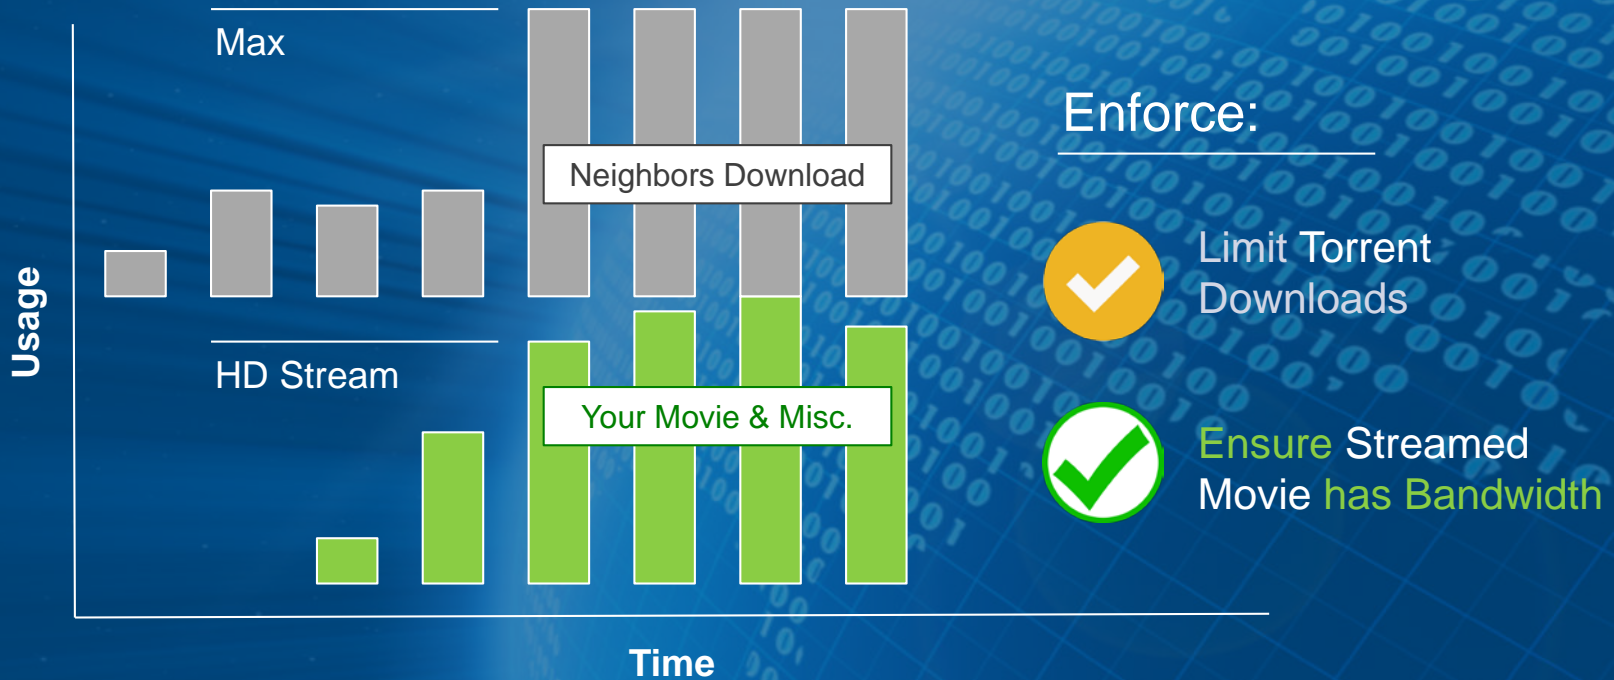 Max
Neighbors Download
HD Stream
Your Movie & Misc.
Usage
Time
Enforce:
Limit Torrent
Downloads
Ensure Streamed
Movie has Bandwidth